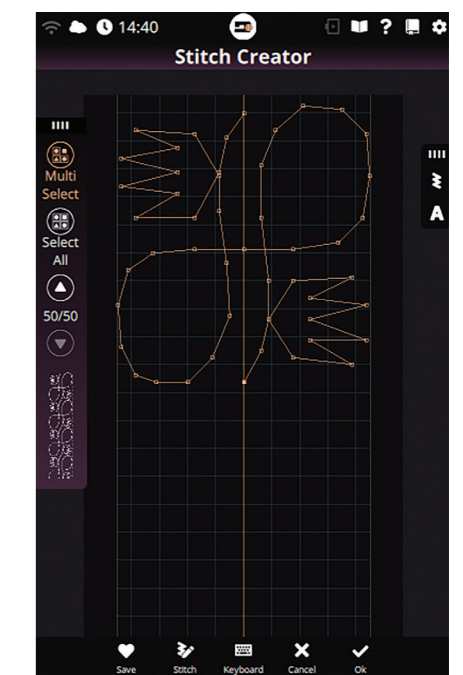 14:40
?
Stitch Creator
Multi
Select
Select
All
50/50
A
Save
Stitch
Keyboard
Cancel
Ok